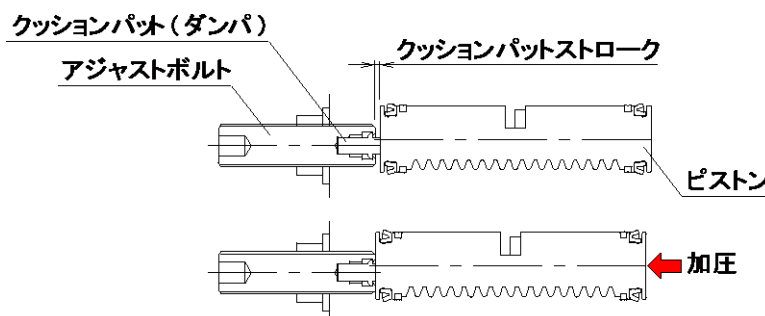 クッションパット(ダンパ)
クッションパットストローク
アジャストボルト
ピストン
加圧